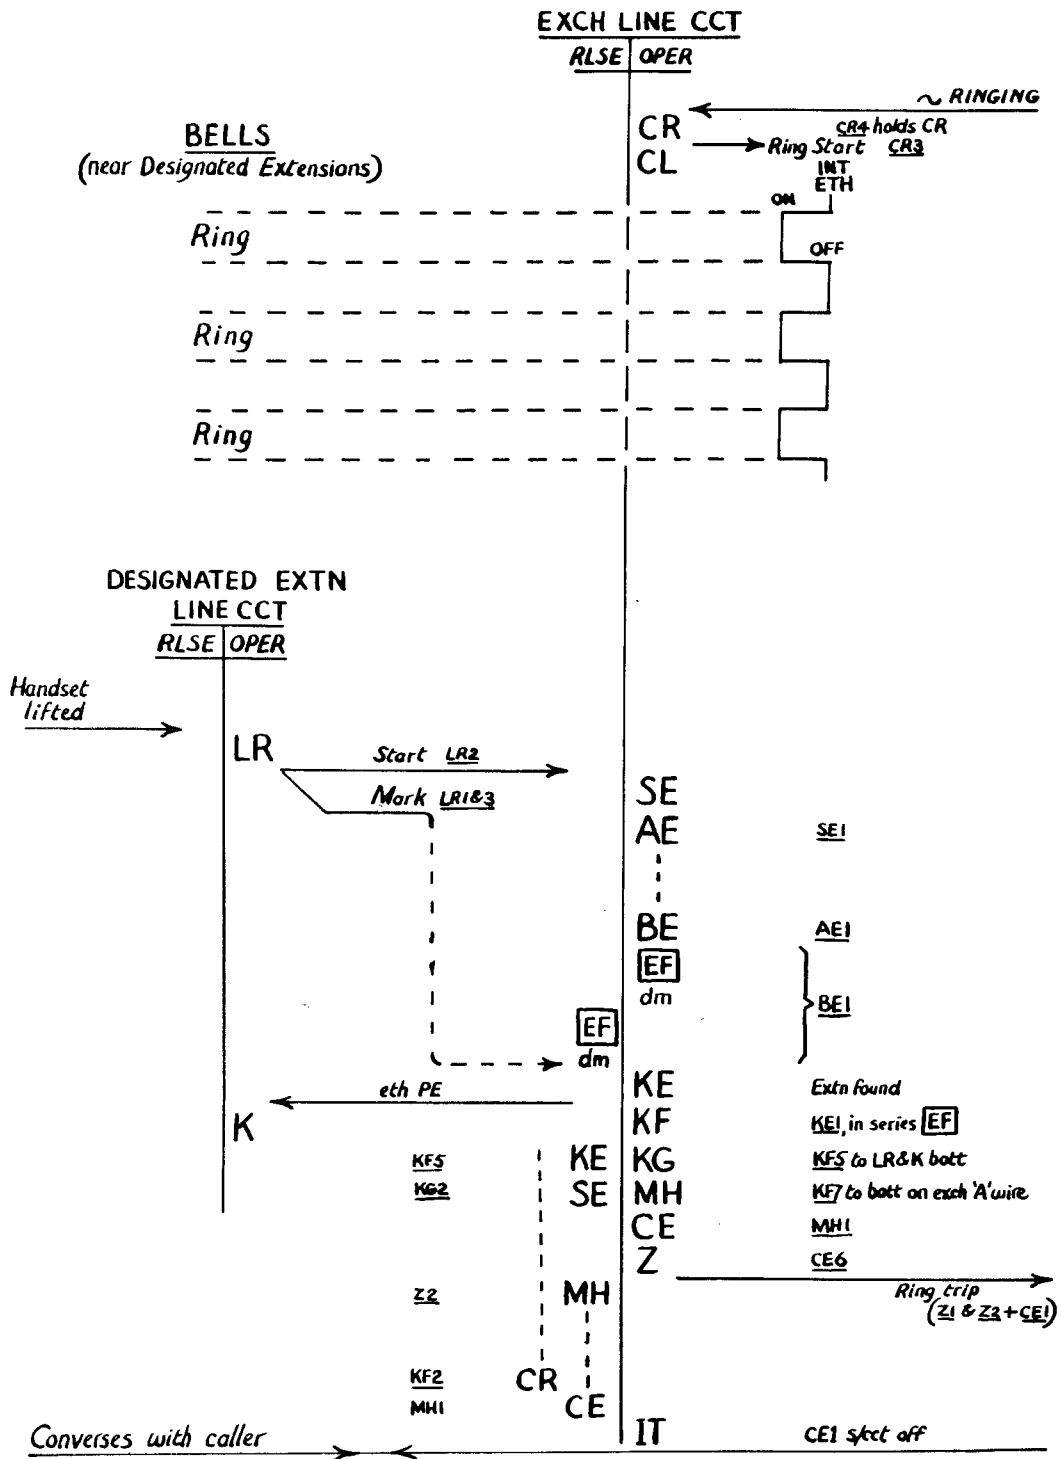 EXCH LINE CCT
RLSE OPER
~ RINGING
CR CR4 holds CR
BELLS
(near Designated Extensions)
CL Ring Start CR3
INT
ETH
ON
Ring
OFF
Ring
Ring
DESIGNATED EXTN
LINE CCT
RLSE OPER
Handset
lifted
LR Start LR2
Mark LR1&3
SE
AE SE1
BE AE1
EF
dm
BE1
EF
dm
KE Extn found
eth PE
K KF KE1, in series EF
KF5 KE KG KF5 to LR&K batt
KG2 SE MH KF7 to batt on exch 'A' wire
CE MH1
Z CE6
Ring trip
(Z1 & Z3 + CE1)
Z2 MH
KF2 CR
MH1 CE
IT CE1 s/cct off
Converses with caller